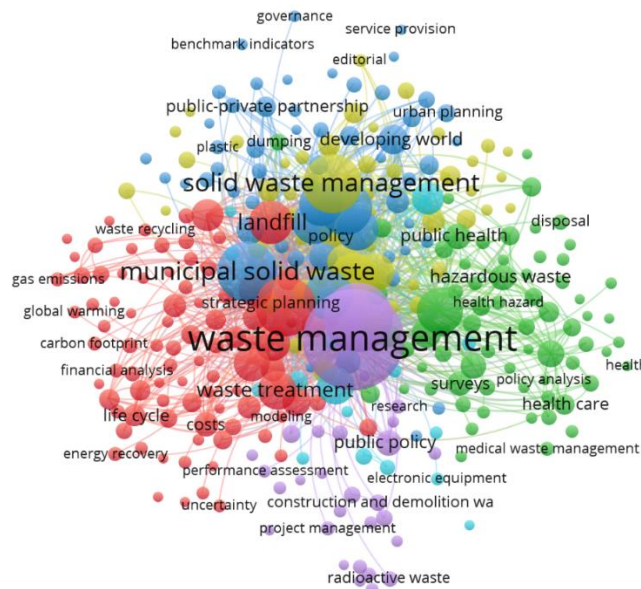 governance
service provision
benchmark indicators
editorial
public-private partnership
urban planning
plastic
dumping
developing world
solid waste management
landfill
policy
public health
disposal
waste recycling
municipal solid waste
hazardous waste
gas emissions
strategic planning
health hazard
global warming
waste management
carbon footprint
financial analysis
waste treatment
surveys
policy analysis
health
research
life cycle
costs
modeling
health care
public policy
energy recovery
medical waste management
performance assessment
electronic equipment
uncertainty
construction and demolition wa
project management
radioactive waste